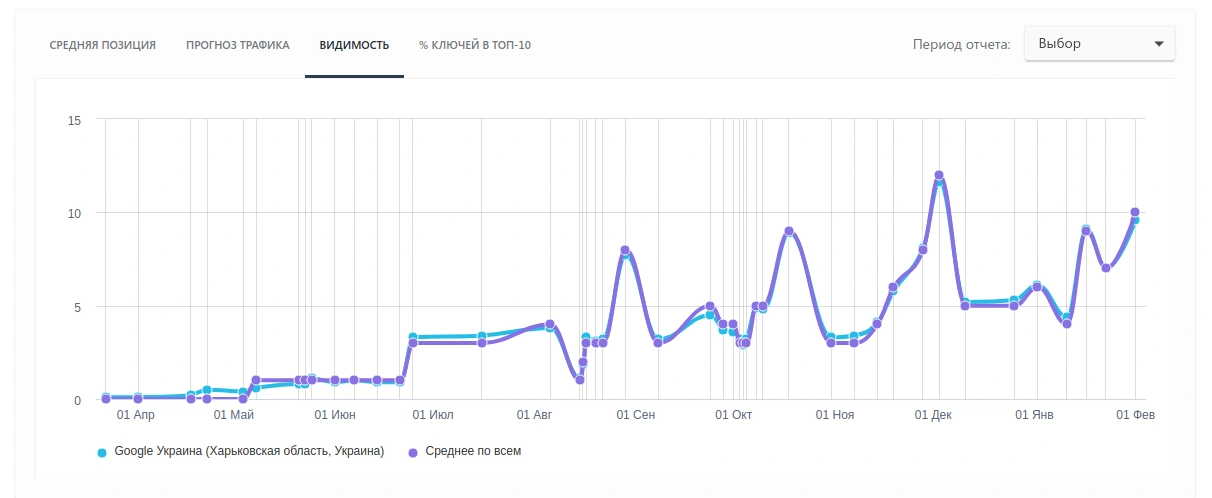 СРЕДНЯЯ ПОЗИЦИЯ ПРОГНОЗ ТРАФИКА ВИДИМОСТЬ % КЛЮЧЕЙ В ТОП-10 Период отчета: Выбор
15
10
5
0
01 Апр 01 Май 01 Июн 01 Июл 01 Авг 01 Сен 01 Окт 01 Ноя 01 Дек 01 Янв 01 Фев
Google Украина (Харьковская область, Украина) Среднее по всем